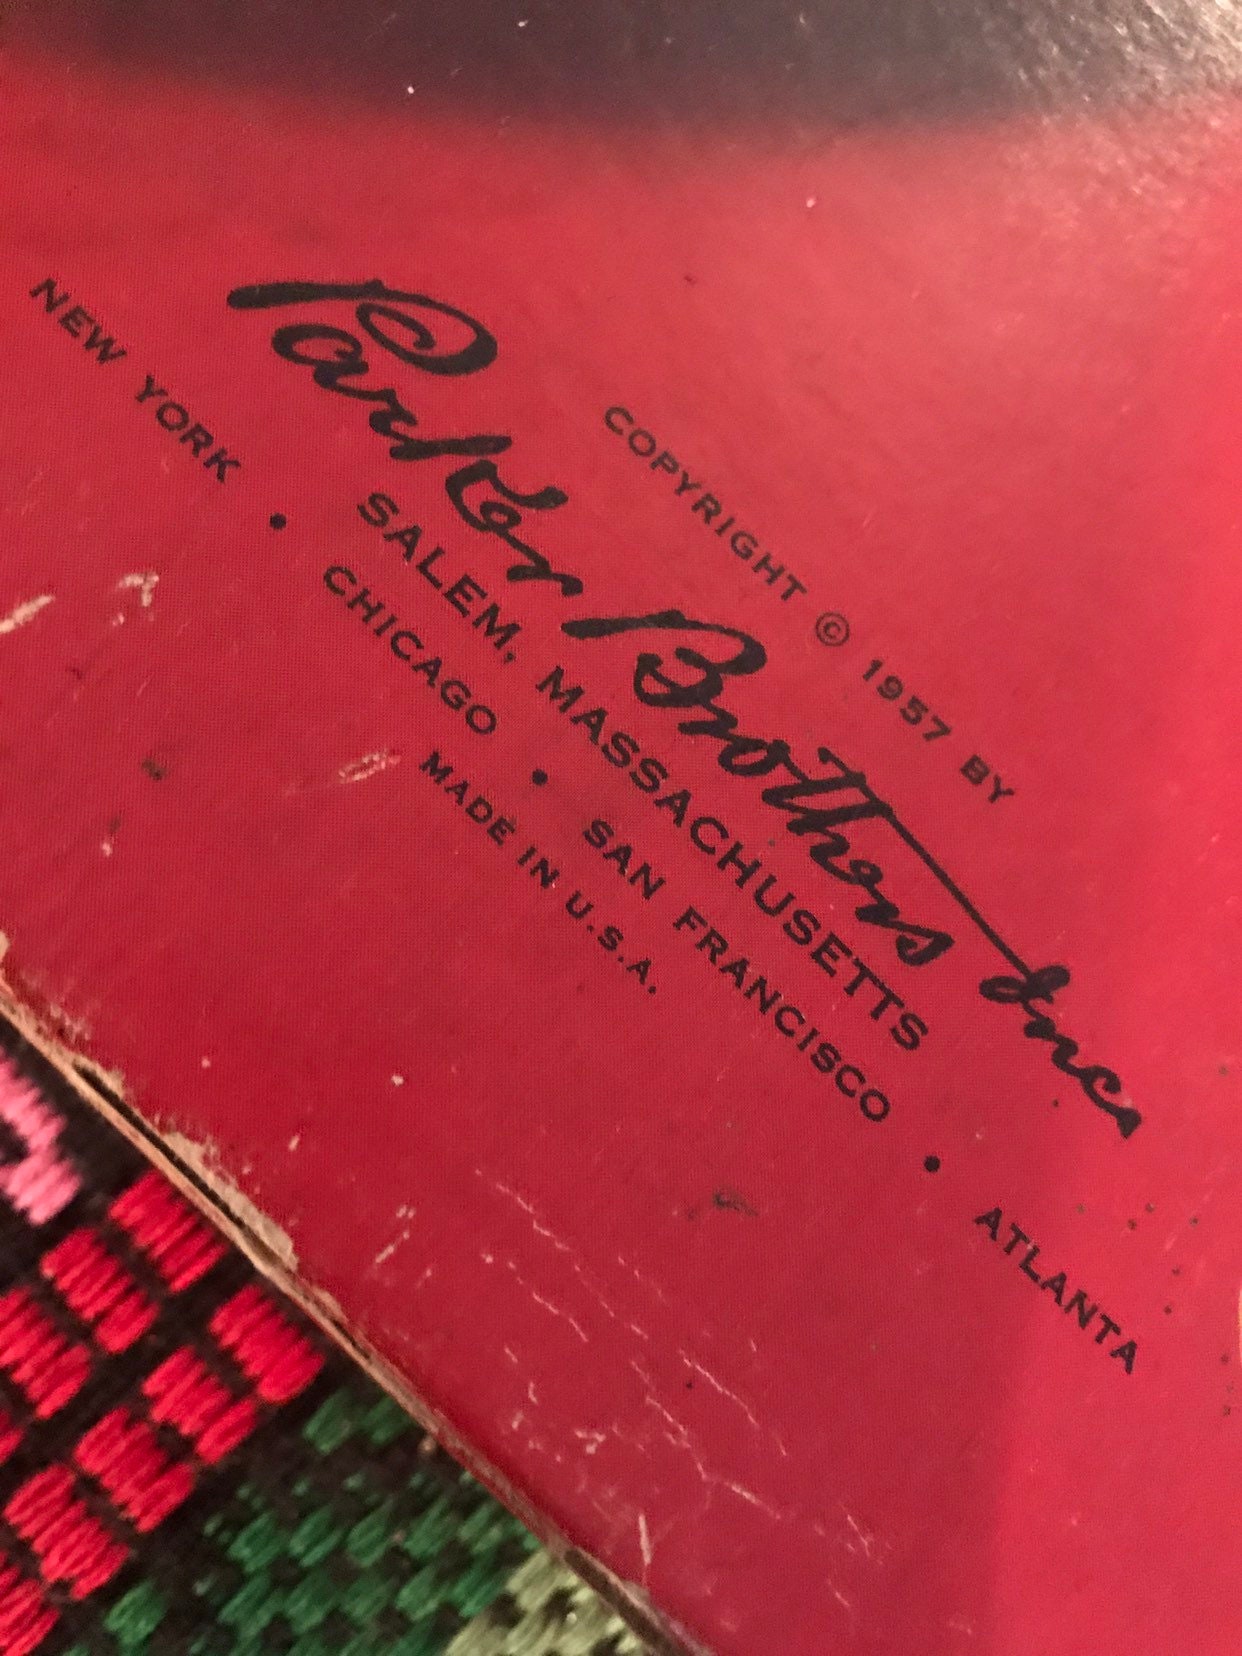 COPYRIGHT © 1957 BY
Parker Brothers Inc.
SALEM, MASSACHUSETTS
NEW YORK • CHICAGO • SAN FRANCISCO • ATLANTA
MADE IN U.S.A.